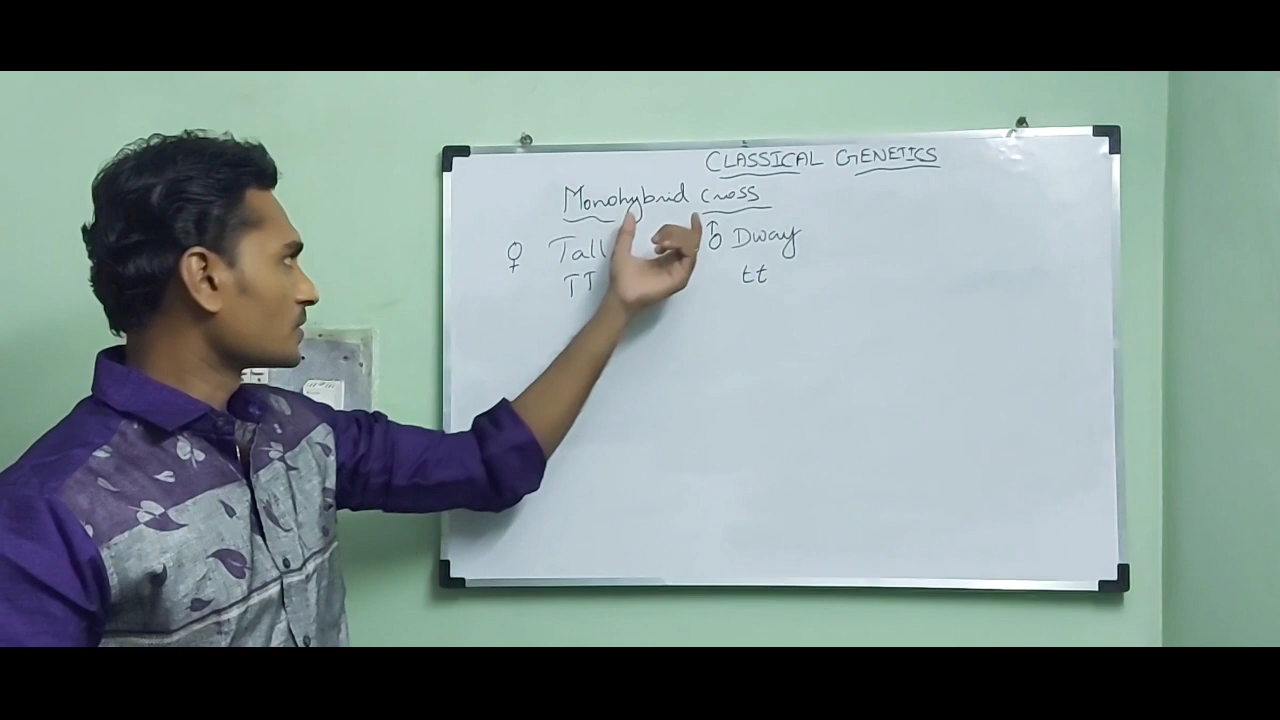 CLASSICAL GENETICS
Monohybrid cross
♀ Tall ♂ Dwarf
TT tt